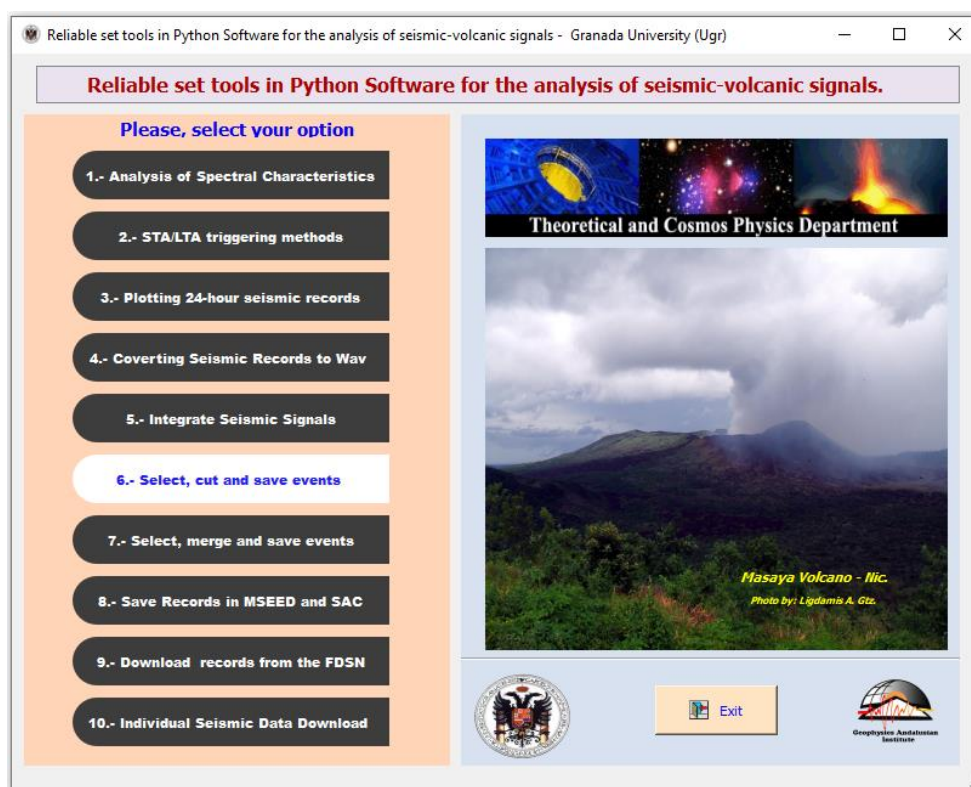 Reliable set tools in Python Software for the analysis of seismic-volcanic signals - Granada University (Ugr)
Reliable set tools in Python Software for the analysis of seismic-volcanic signals.
Please, select your option
1.- Analysis of Spectral Characteristics
2.- STA/LTA triggering methods
3.- Plotting 24-hour seismic records
4.- Coverting Seismic Records to Wav
5.- Integrate Seismic Signals
6.- Select, cut and save events
7.- Select, merge and save events
8.- Save Records in MSEED and SAC
9.- Download records from the FDSN
10.- Individual Seismic Data Download
Theoretical and Cosmos Physics Department
Masaya Volcano - Nic.
Photo by: Ligdamis A. Gtz.
Exit
Geophysics Andalusian
Institute